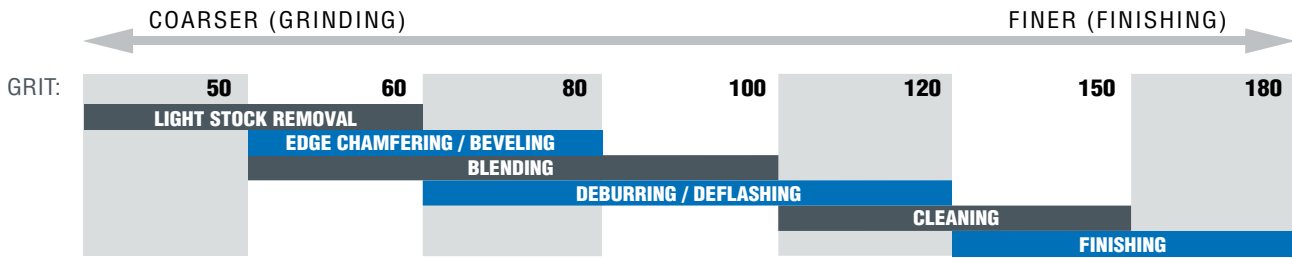 COARSER (GRINDING) FINER (FINISHING)
GRIT: 50 60 80 100 120 150 180
LIGHT STOCK REMOVAL
EDGE CHAMFERING / BEVELING
BLENDING
DEBURRING / DEFLASHING
CLEANING
FINISHING